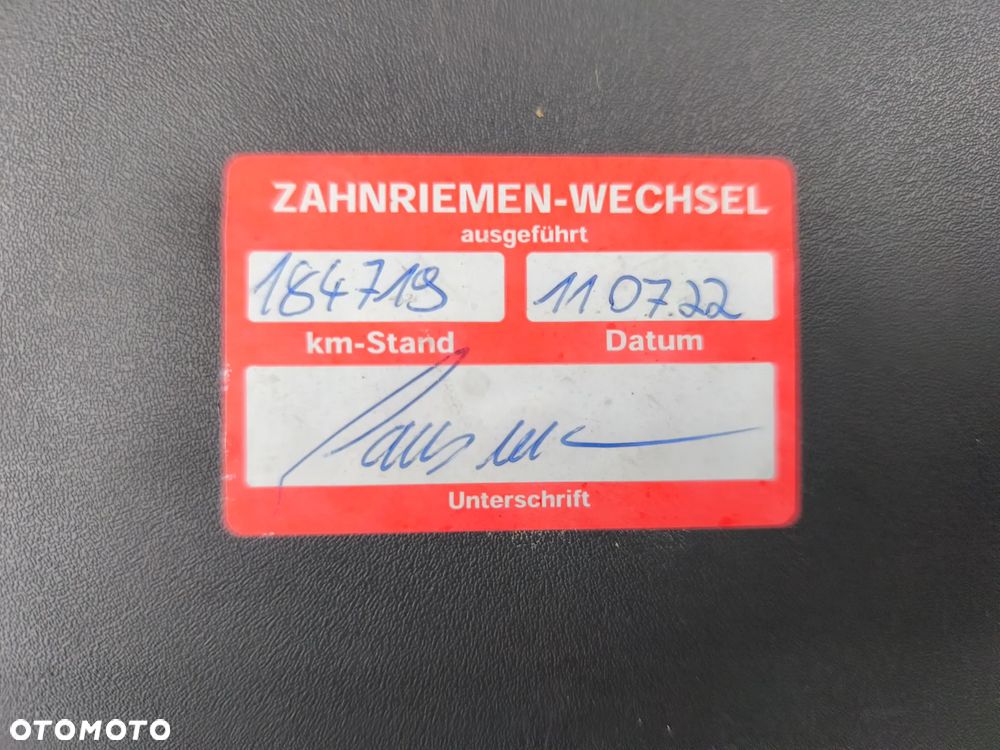 ZAHNRIEMEN-WECHSEL
ausgeführt
184719 11.07.22
km-Stand Datum
Unterschrift
OTOMOTO